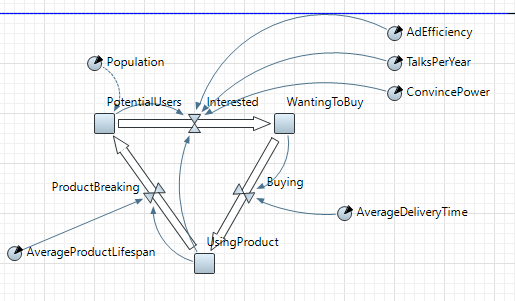 AdEfficiency
Population
TalksPerYear
ConvincePower
PotentialUsers
Interested
WantingToBuy
ProductBreaking
Buying
AverageDeliveryTime
UsingProduct
AverageProductLifespan